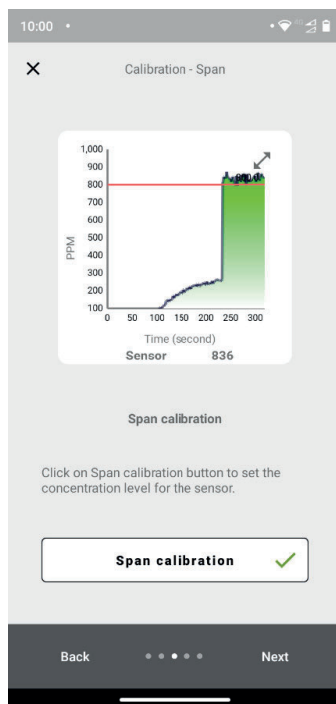 10:00
Calibration - Span
1,000
900
800
700
600
500
400
300
200
100
PPM
0 50 100 150 200 250 300
Time (second)
Sensor 836
Span calibration
Click on Span calibration button to set the
concentration level for the sensor.
Span calibration
Back Next